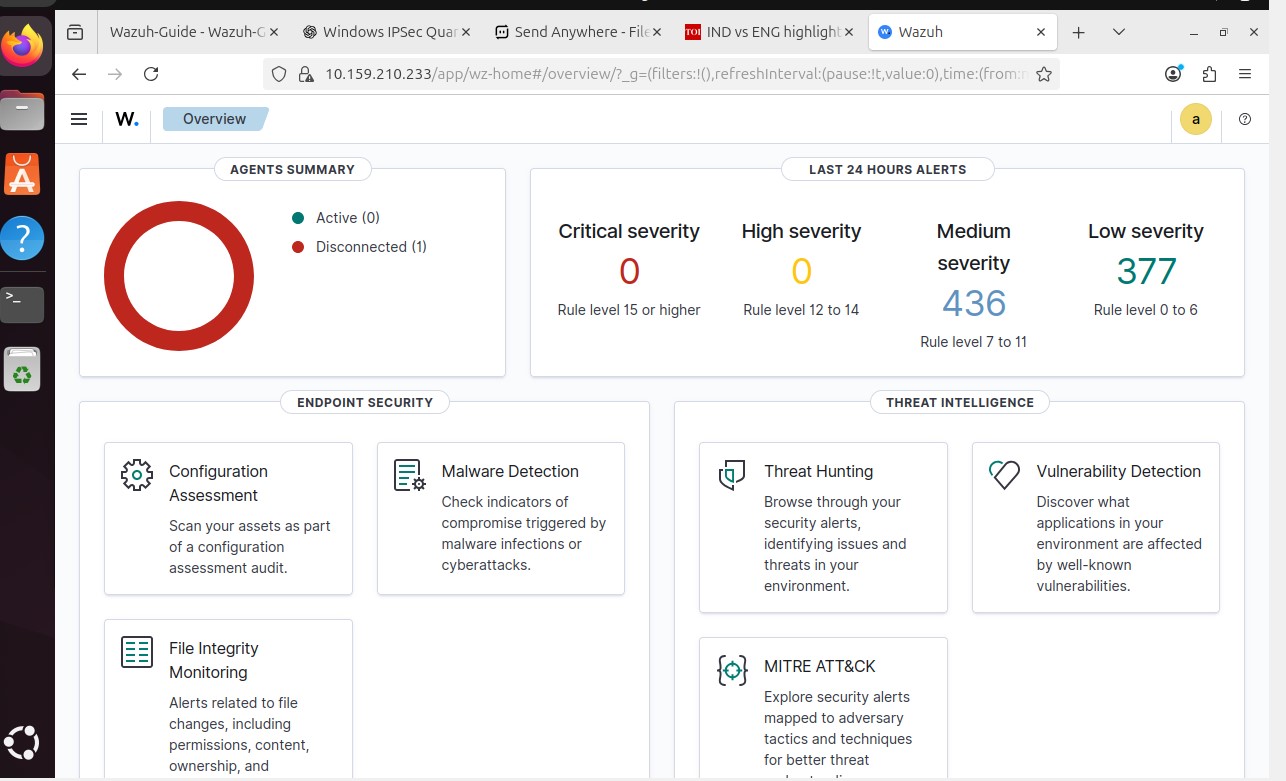 Wazuh-Guide - Wazuh-G
Windows IPSec Quar
Send Anywhere - File
TOI IND vs ENG highlight
Wazuh
10.159.210.233/app/wz-home#/overview/?_g=(filters:!(),refreshInterval:(pause:!t,value:0),time:(from:n
W.
Overview
a
AGENTS SUMMARY
Active (0)
Disconnected (1)
LAST 24 HOURS ALERTS
Critical severity
0
Rule level 15 or higher
High severity
0
Rule level 12 to 14
Medium
severity
436
Rule level 7 to 11
Low severity
377
Rule level 0 to 6
ENDPOINT SECURITY
Configuration
Assessment
Scan your assets as part
of a configuration
assessment audit.
Malware Detection
Check indicators of
compromise triggered by
malware infections or
cyberattacks.
File Integrity
Monitoring
Alerts related to file
changes, including
permissions, content,
ownership, and
THREAT INTELLIGENCE
Threat Hunting
Browse through your
security alerts,
identifying issues and
threats in your
environment.
Vulnerability Detection
Discover what
applications in your
environment are affected
by well-known
vulnerabilities.
MITRE ATT&CK
Explore security alerts
mapped to adversary
tactics and techniques
for better threat